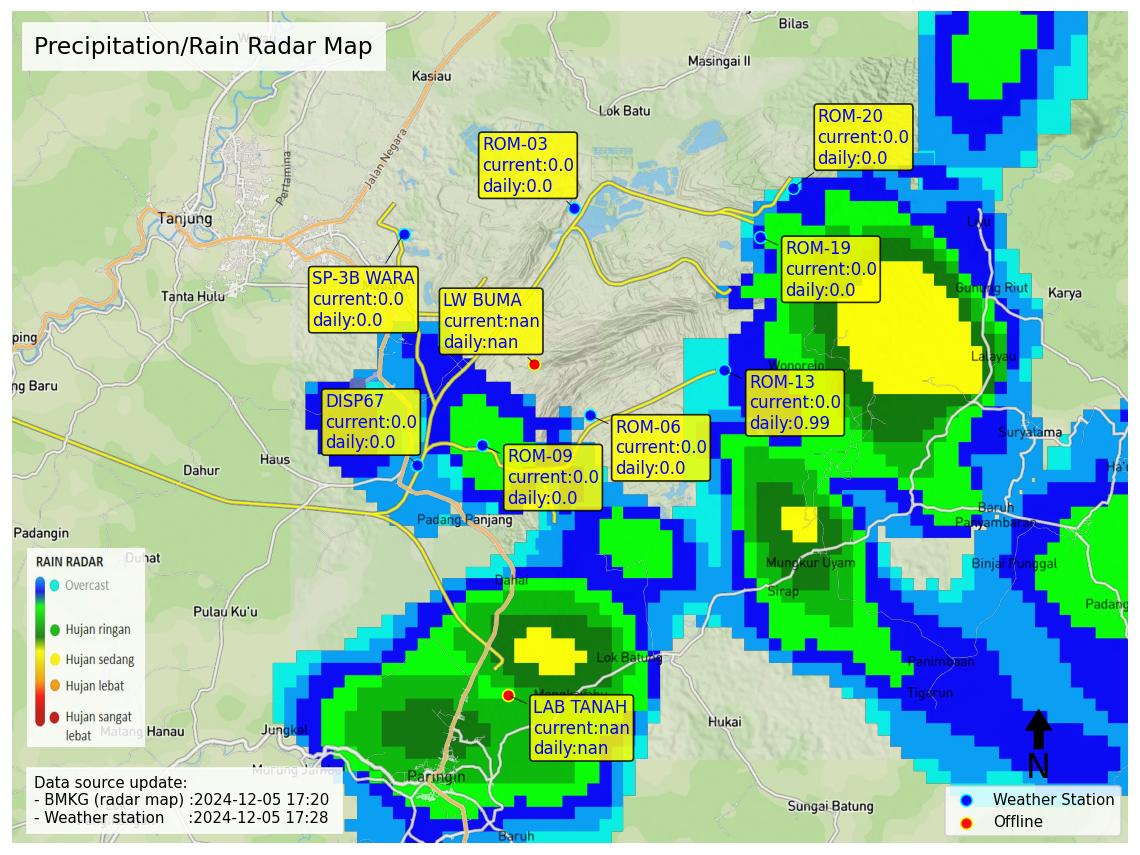 Precipitation/Rain Radar Map
Bilas
Masingai II
Kasiau
Lok Batu
Jalan Negara
Pertamina
Tanjung
Tanta Hulu
ROM-20
current:0.0
daily:0.0
ROM-03
current:0.0
daily:0.0
Liyu
ROM-19
current:0.0
daily:0.0
SP-3B WARA
current:0.0
daily:0.0
LW BUMA
current:nan
daily:nan
Gunung Riut
Karya
ping
Lalayau
Wonorejo
ng Baru
ROM-13
current:0.0
daily:0.99
DISP67
current:0.0
daily:0.0
ROM-06
current:0.0
daily:0.0
Suryatama
ROM-09
current:0.0
daily:0.0
Haus
Dahur
Ha'u
Baruh
Panyambaran
Padang Panjang
Padangin
Duhat
Mungkur Uyam
Binjai Punggal
Dahai
Sirap
Padang
Pulau Ku'u
RAIN RADAR
Overcast
Hujan ringan
Hujan sedang
Hujan lebat
Hujan sangat
lebat
Lok Batung
Panimbaan
Tigarun
LAB TANAH
current:nan
daily:nan
Matang Hanau
Jungkal
Hukai
Murung Jambu
Paringin
Sungai Batung
Baruh
N
Data source update:
- BMKG (radar map) :2024-12-05 17:20
- Weather station :2024-12-05 17:28
Weather Station
Offline